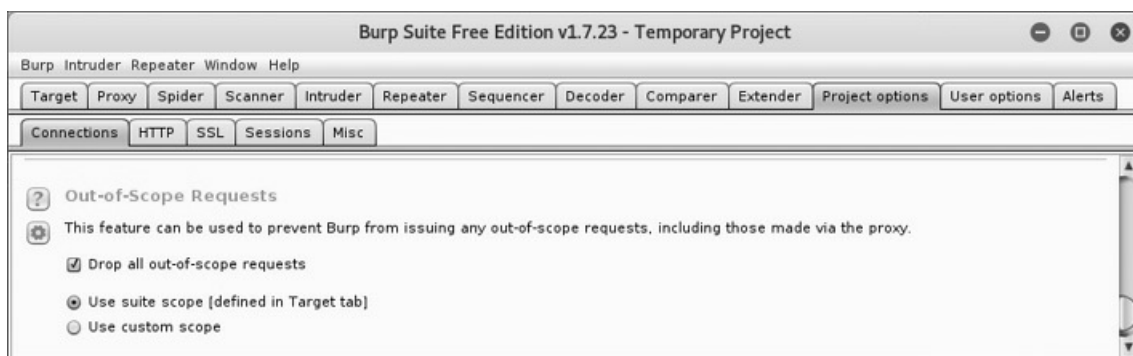 Burp Suite Free Edition v1.7.23 - Temporary Project
Burp Intruder Repeater Window Help
Target Proxy Spider Scanner Intruder Repeater Sequencer Decoder Comparer Extender Project options User options Alerts
Connections HTTP SSL Sessions Misc
? Out-of-Scope Requests
This feature can be used to prevent Burp from issuing any out-of-scope requests, including those made via the proxy.
Drop all out-of-scope requests
Use suite scope [defined in Target tab]
Use custom scope